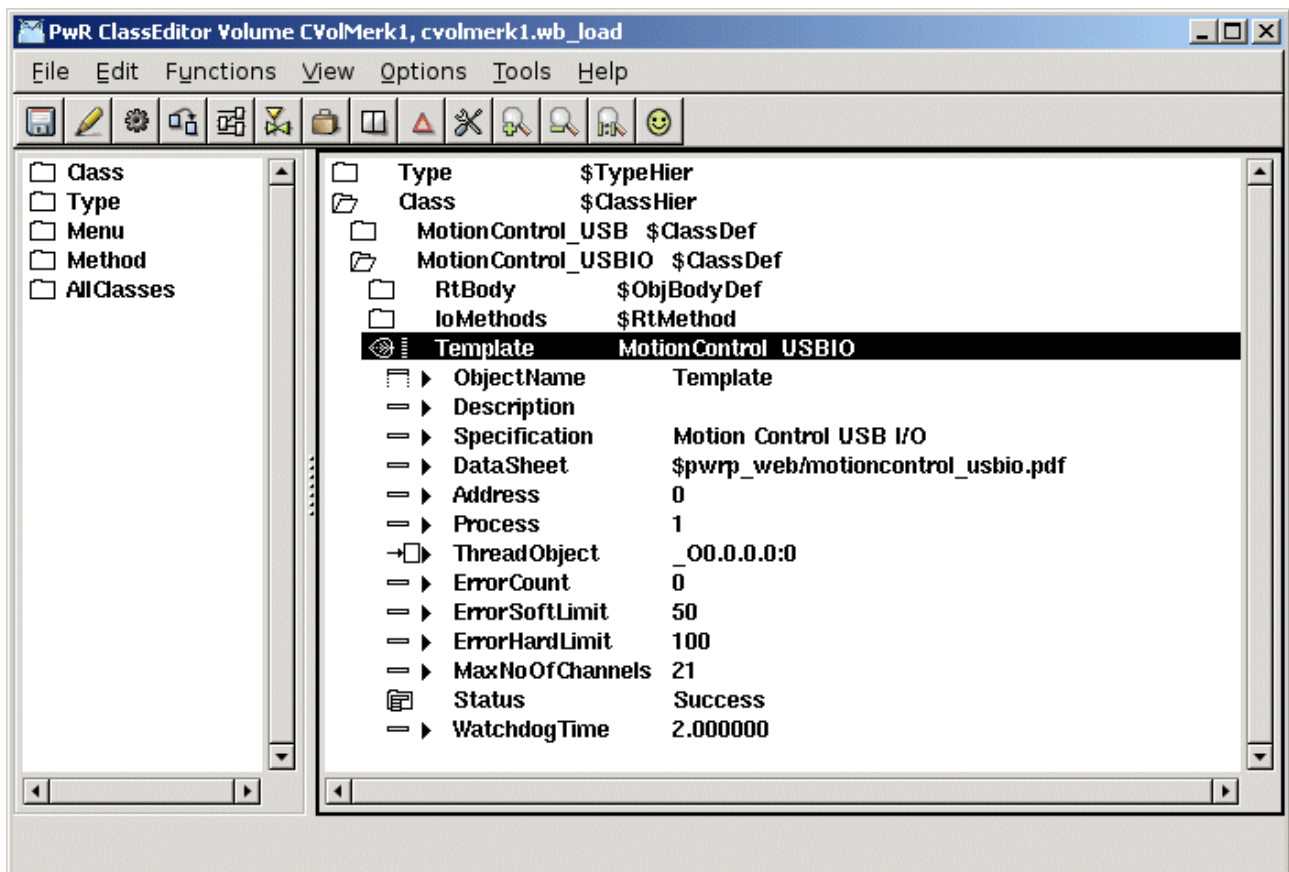 PwR ClassEditor Volume CVolMerk1, cvolmerk1.wb_load
File Edit Functions View Options Tools Help
Class
Type
Menu
Method
AllClasses
Type $TypeHier
Class $ClassHier
MotionControl_USB $ClassDef
MotionControl_USBIO $ClassDef
RtBody $ObjBodyDef
IoMethods $RtMethod
Template MotionControl_USBIO
ObjectName Template
Description
Specification Motion Control USB I/O
DataSheet $pwrp_web/motioncontrol_usbio.pdf
Address 0
Process 1
ThreadObject _O0.0.0.0:0
ErrorCount 0
ErrorSoftLimit 50
ErrorHardLimit 100
MaxNoOfChannels 21
Status Success
WatchdogTime 2.000000